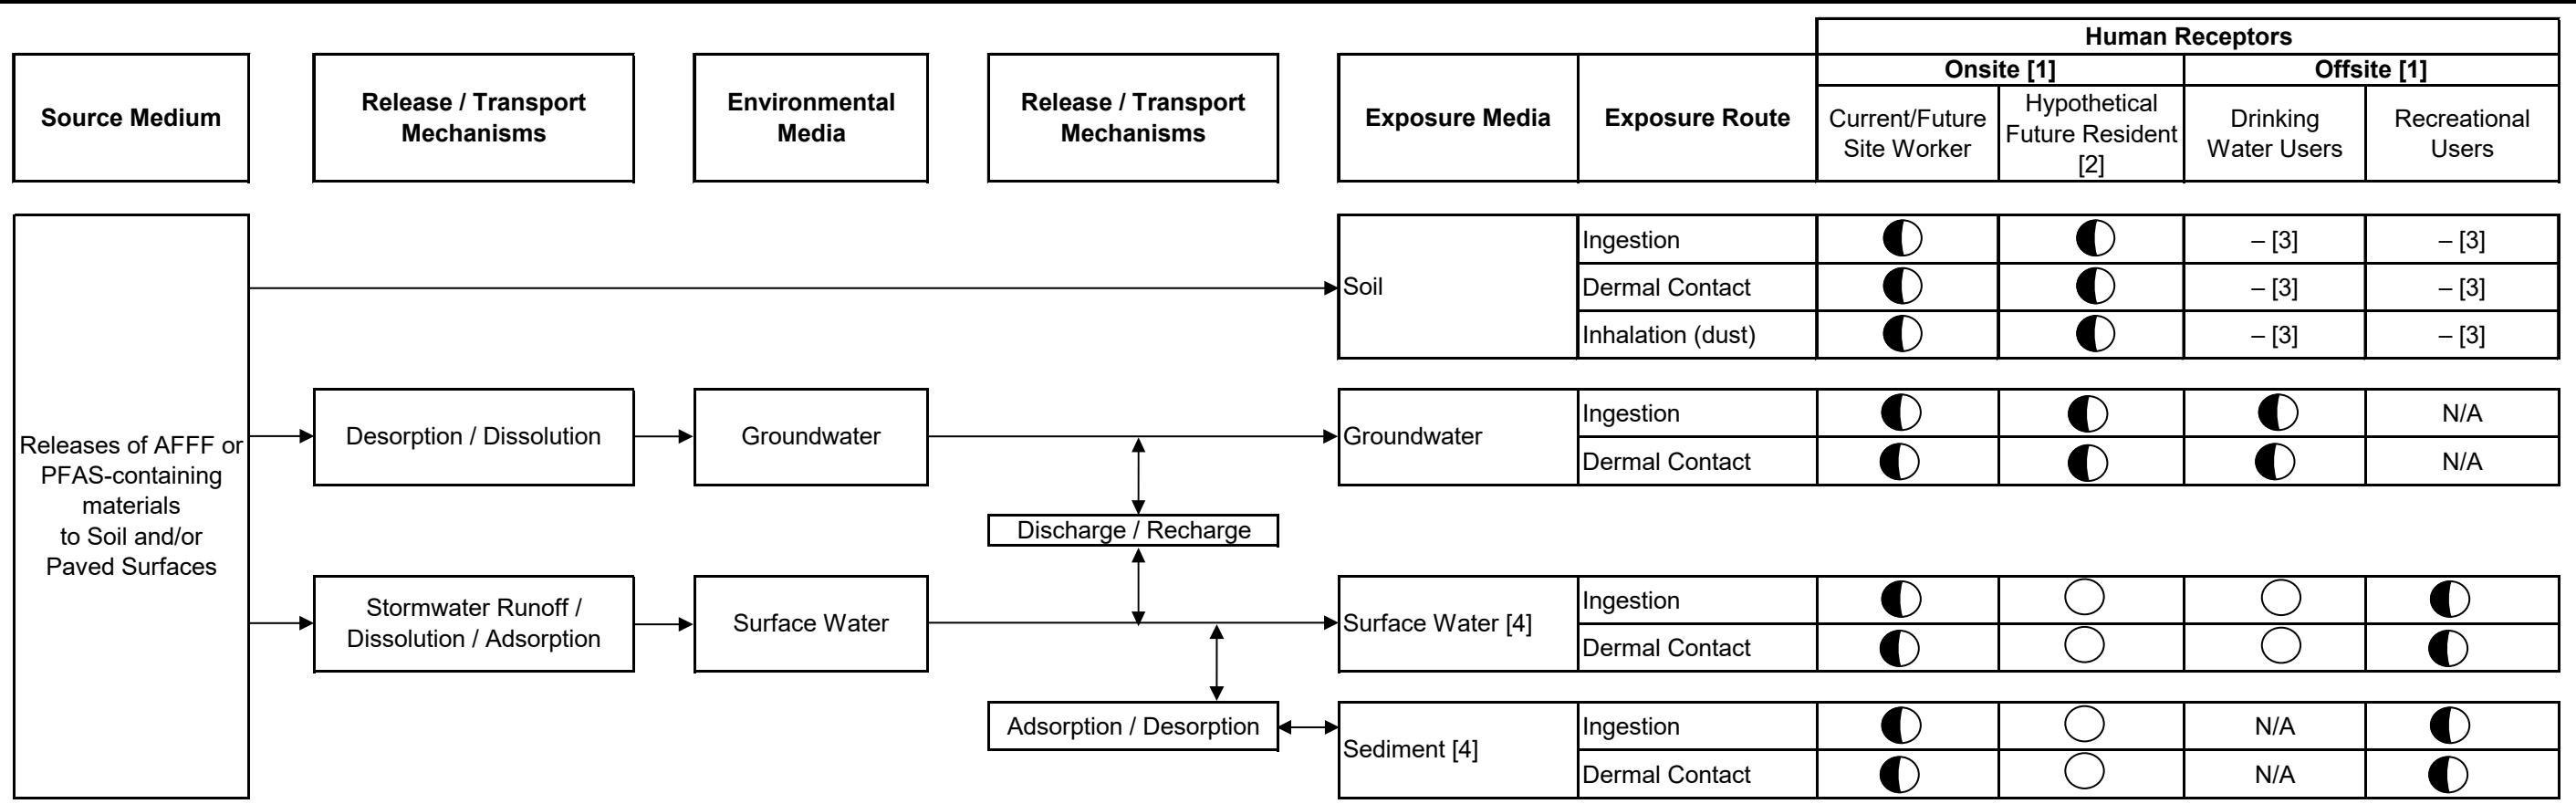 Human Receptors
Onsite [1]
Offsite [1]
Source Medium
Release / Transport
Mechanisms
Environmental
Media
Release / Transport
Mechanisms
Exposure Media
Exposure Route
Current/Future
Site Worker
Hypothetical
Future Resident
[2]
Drinking
Water Users
Recreational
Users
Releases of AFFF or
PFAS-containing
materials
to Soil and/or
Paved Surfaces
Soil
Ingestion
– [3]
– [3]
Dermal Contact
– [3]
– [3]
Inhalation (dust)
– [3]
– [3]
Desorption / Dissolution
Groundwater
Groundwater
Ingestion
N/A
Dermal Contact
N/A
Discharge / Recharge
Stormwater Runoff /
Dissolution / Adsorption
Surface Water
Surface Water [4]
Ingestion
Dermal Contact
Adsorption / Desorption
Sediment [4]
Ingestion
N/A
Dermal Contact
N/A